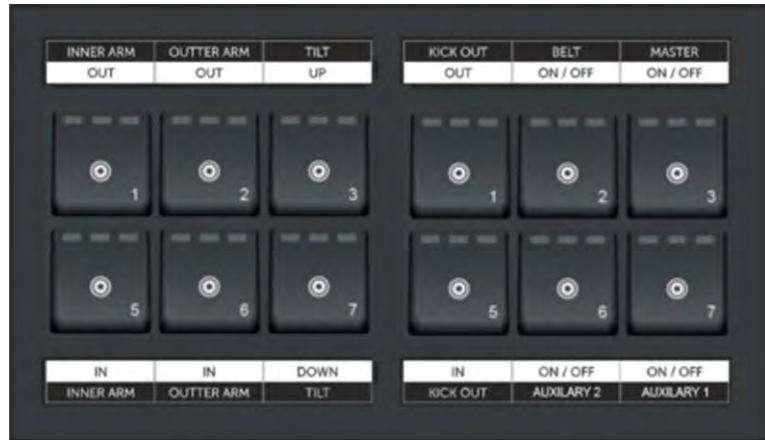 INNER ARM OUTTER ARM TILT KICK OUT BELT MASTER
OUT OUT UP OUT ON / OFF ON / OFF
1 2 3 1 2 3
5 6 7 5 6 7
IN IN DOWN IN ON / OFF ON / OFF
INNER ARM OUTTER ARM TILT KICK OUT AUXILARY 2 AUXILARY 1